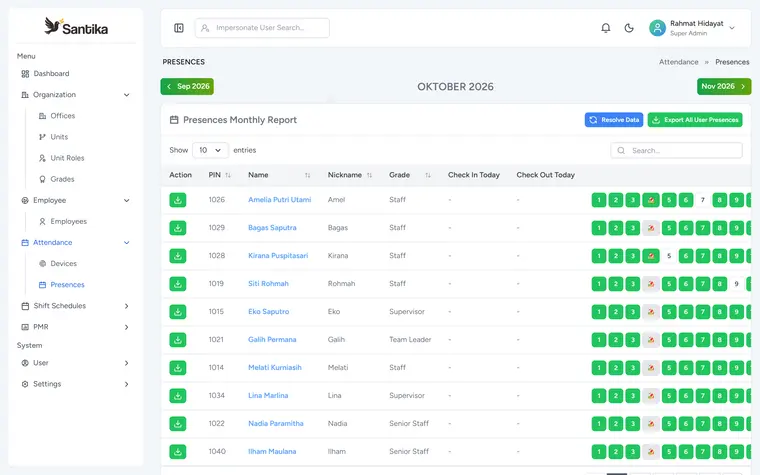 Santika
Impersonate User Search...
Rahmat Hidayat
Super Admin
Menu
Dashboard
Organization
Offices
Units
Unit Roles
Grades
Employee
Employees
Attendance
Devices
Presences
Shift Schedules
PMR
System
User
Settings
PRESENCES
Attendance » Presences
Sep 2026
OKTOBER 2026
Nov 2026
Presences Monthly Report
Resolve Data
Export All User Presences
Show 10 entries
Search...
Action PIN Name Nickname Grade Check In Today Check Out Today
1026 Amelia Putri Utami Amel Staff - - 1 2 3 5 6 7 8 9
1029 Bagas Saputra Bagas Staff - - 1 2 3 5 6 7 8 9
1028 Kirana Puspitasari Kirana Staff - - 1 2 3 5 6 7 8 9
1019 Siti Rohmah Rohmah Staff - - 1 2 3 5 6 7 8 9
1015 Eko Saputro Eko Supervisor - - 1 2 3 5 6 7 8 9
1021 Galih Permana Galih Team Leader - - 1 2 3 5 6 7 8 9
1014 Melati Kurniasih Melati Staff - - 1 2 3 5 6 7 8 9
1034 Lina Marlina Lina Supervisor - - 1 2 3 5 6 7 8 9
1022 Nadia Paramitha Nadia Senior Staff - - 1 2 3 5 6 7 8 9
1040 Ilham Maulana Ilham Senior Staff - - 1 2 3 5 6 7 8 9